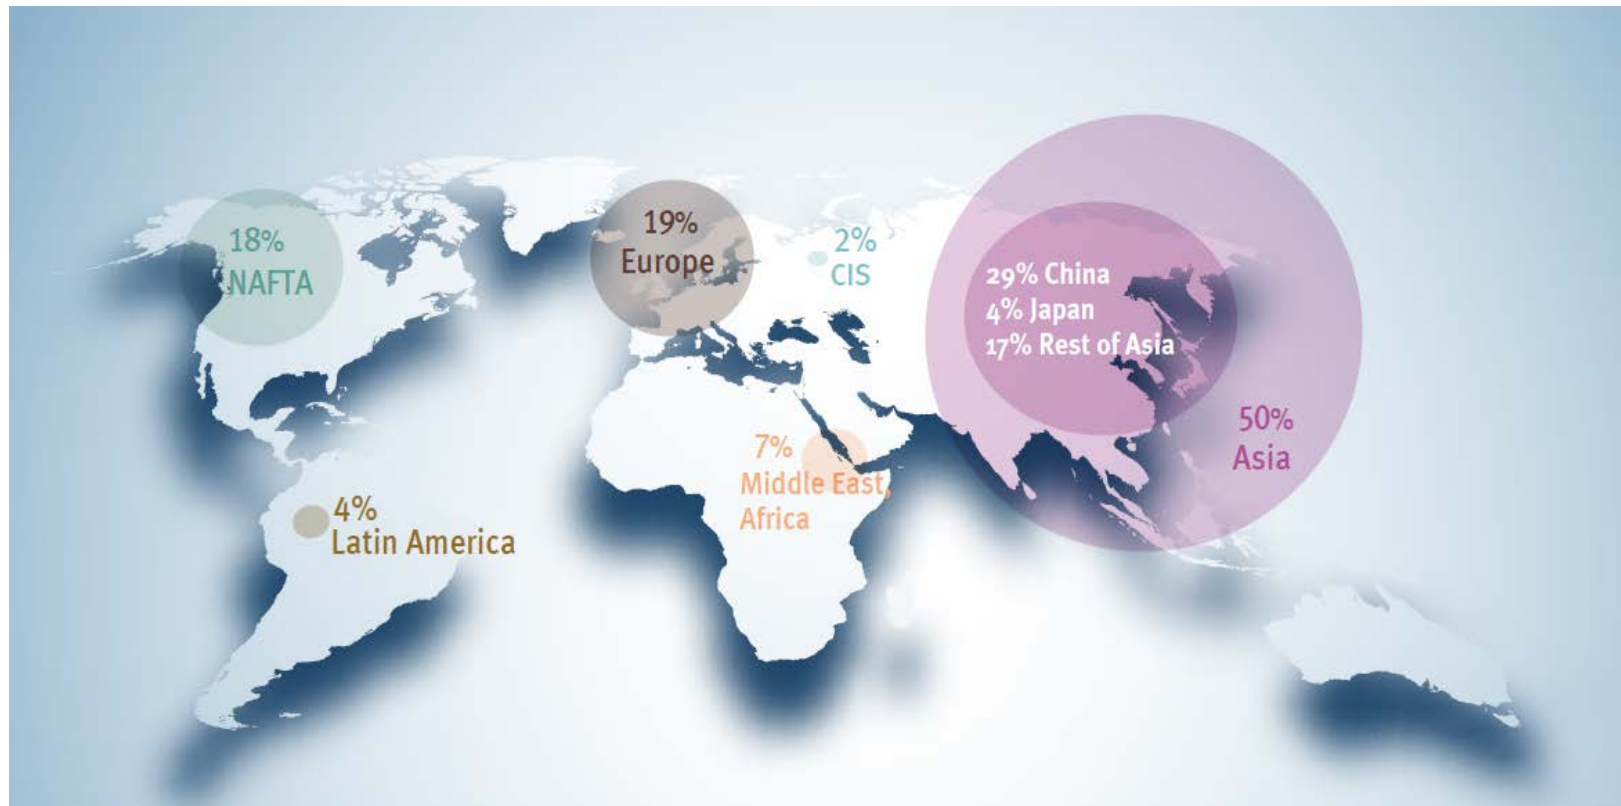 18%
NAFTA
19%
Europe
2%
CIS
29% China
4% Japan
17% Rest of Asia
50%
Asia
7%
Middle East,
Africa
4%
Latin America